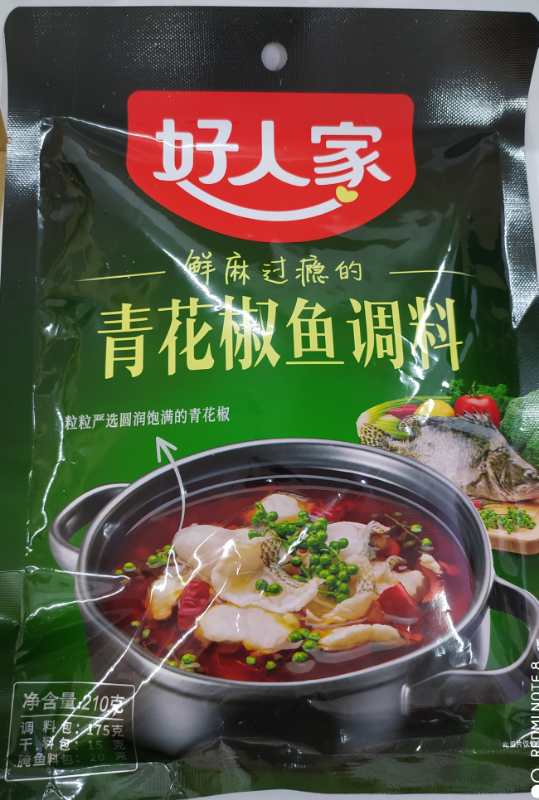 好人家
鲜麻过瘾的
青花椒鱼调料
粒粒严选圆润饱满的青花椒
净含量:210克
调料包:175克
干料包:15克
腌鱼料包:20克
REDMI NOTE 8